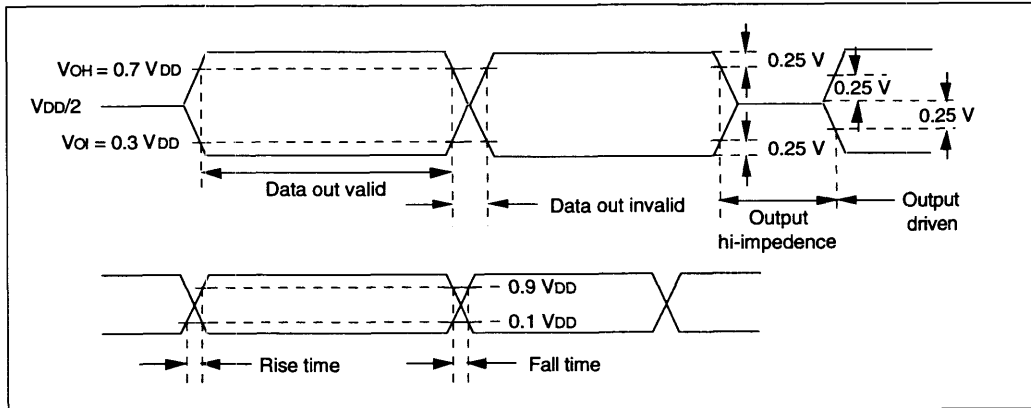 VOH = 0.7 VDD
VDD/2
VOI = 0.3 VDD
0.25 V
0.25 V
0.25 V
0.25 V
Data out valid
Data out invalid
Output
hi-impedence
Output
driven
0.9 VDD
0.1 VDD
Rise time
Fall time